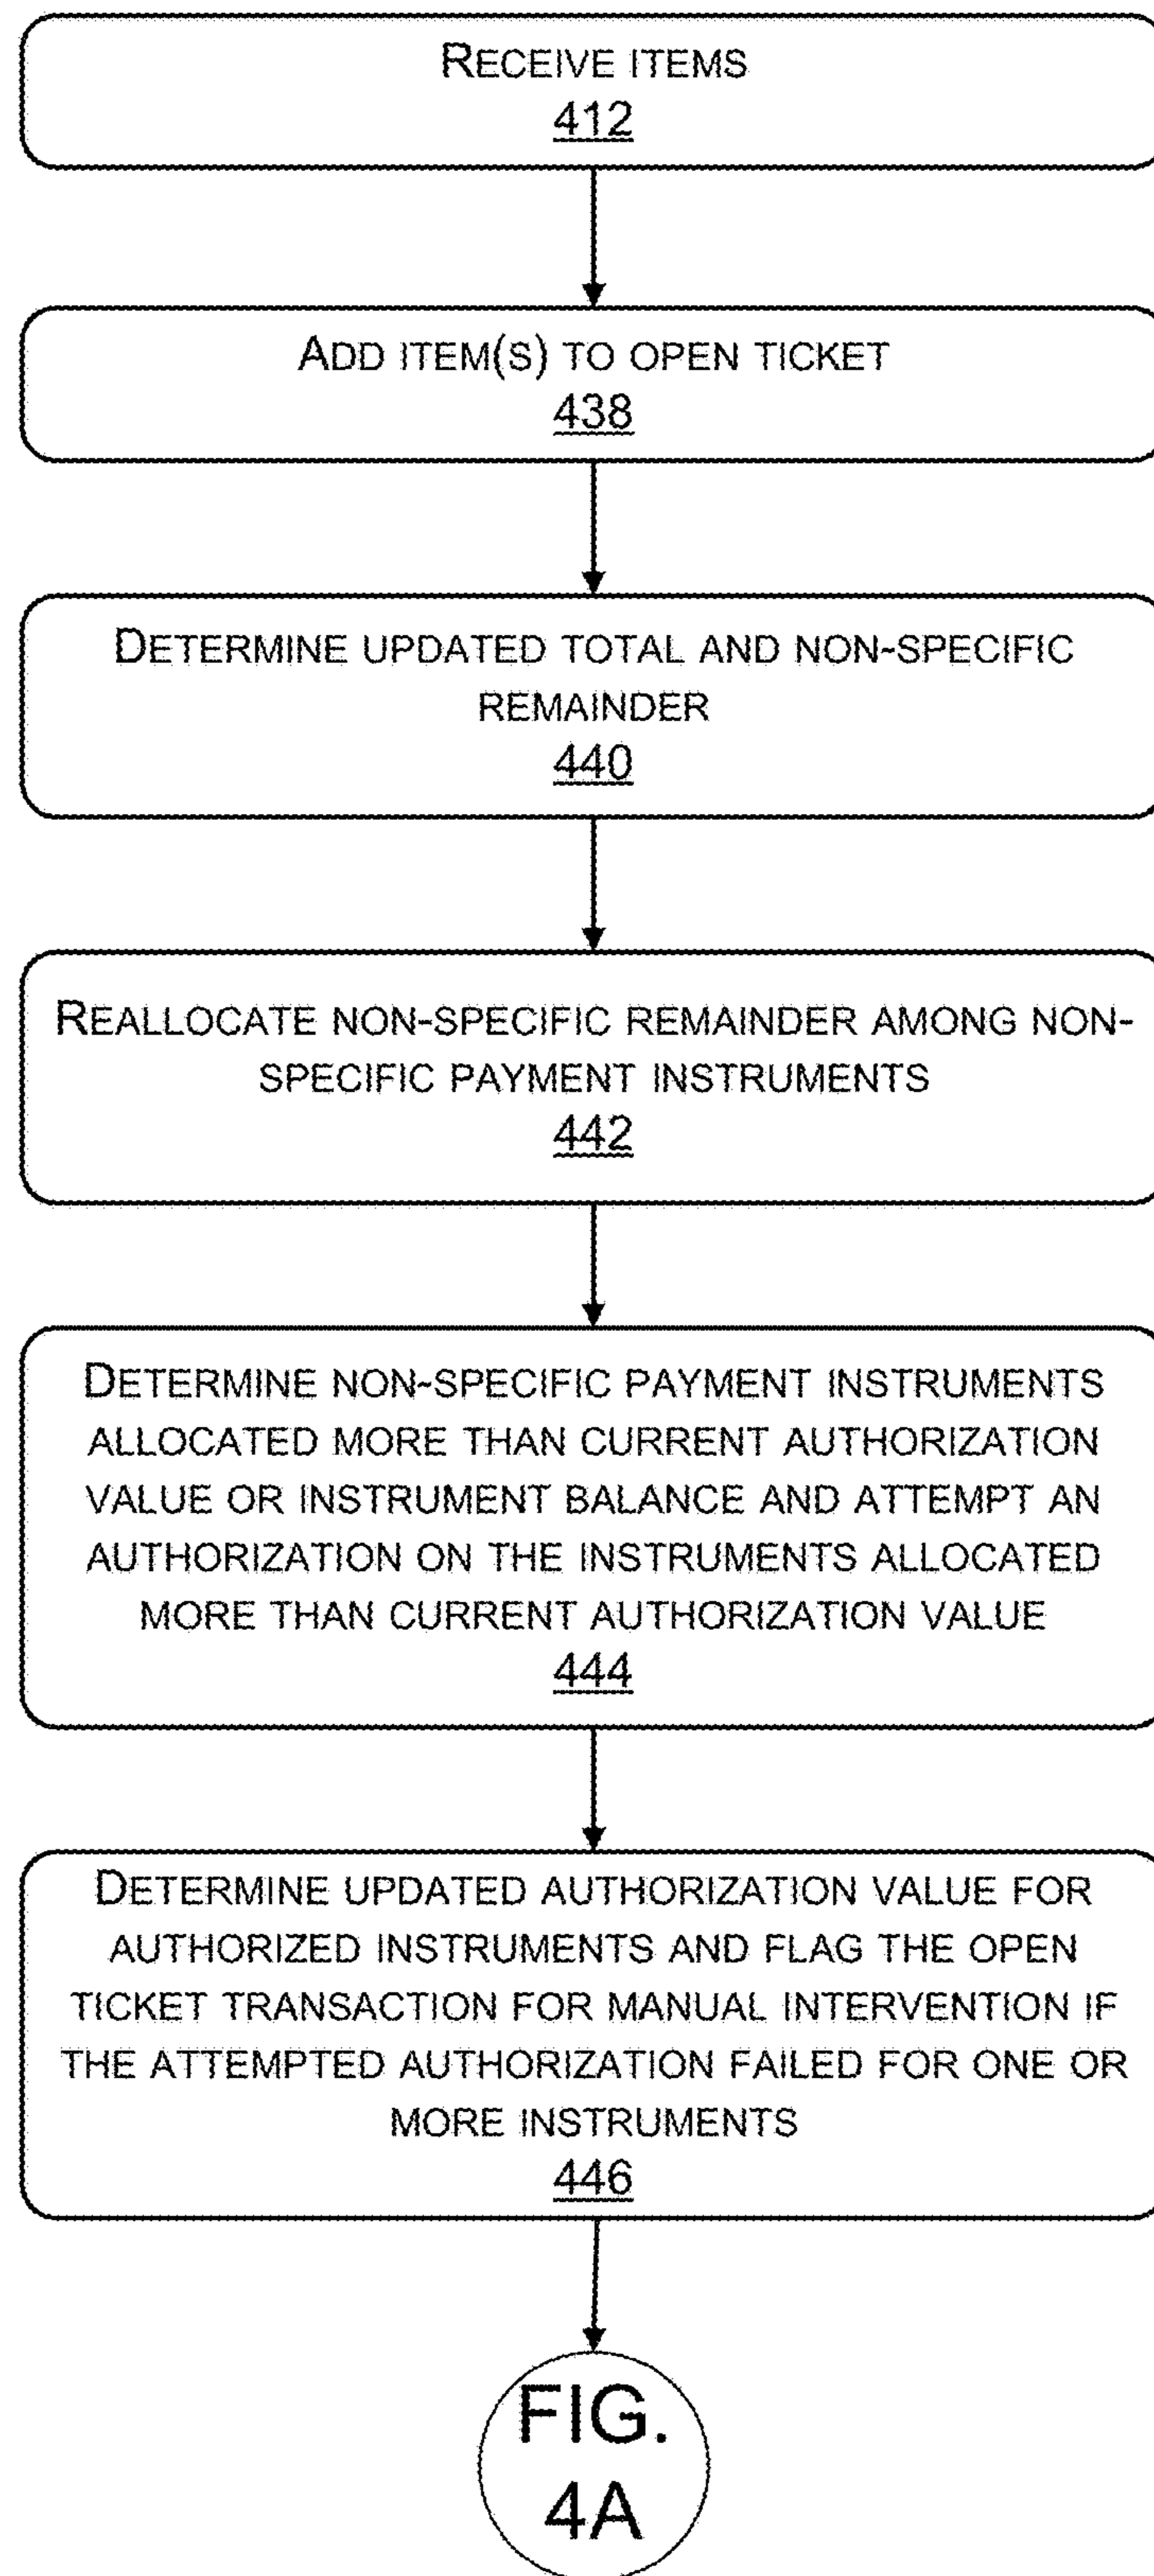 RECEIVE ITEMS
412
ADD ITEM(S) TO OPEN TICKET
438
DETERMINE UPDATED TOTAL AND NON-SPECIFIC
REMAINDER
440
REALLOCATE NON-SPECIFIC REMAINDER AMONG NON-
SPECIFIC PAYMENT INSTRUMENTS
442
DETERMINE NON-SPECIFIC PAYMENT INSTRUMENTS
ALLOCATED MORE THAN CURRENT AUTHORIZATION
VALUE OR INSTRUMENT BALANCE AND ATTEMPT AN
AUTHORIZATION ON THE INSTRUMENTS ALLOCATED
MORE THAN CURRENT AUTHORIZATION VALUE
444
DETERMINE UPDATED AUTHORIZATION VALUE FOR
AUTHORIZED INSTRUMENTS AND FLAG THE OPEN
TICKET TRANSACTION FOR MANUAL INTERVENTION IF
THE ATTEMPTED AUTHORIZATION FAILED FOR ONE OR
MORE INSTRUMENTS
446
FIG.
4A